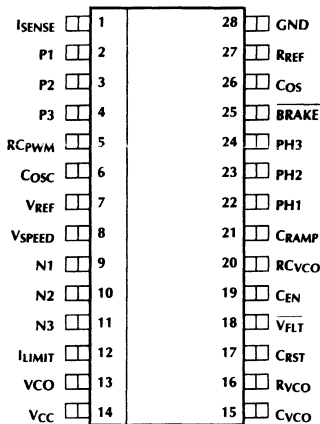 ISENSE 1 28 GND
P1 2 27 RREF
P2 3 26 COS
P3 4 25 BRAKE
RCPWM 5 24 PH3
COSC 6 23 PH2
VREF 7 22 PH1
VSPEED 8 21 CRAMP
N1 9 20 RCVCO
N2 10 19 CEN
N3 11 18 VFLT
ILIMIT 12 17 CRST
VCO 13 16 RVCO
VCC 14 15 CVCO